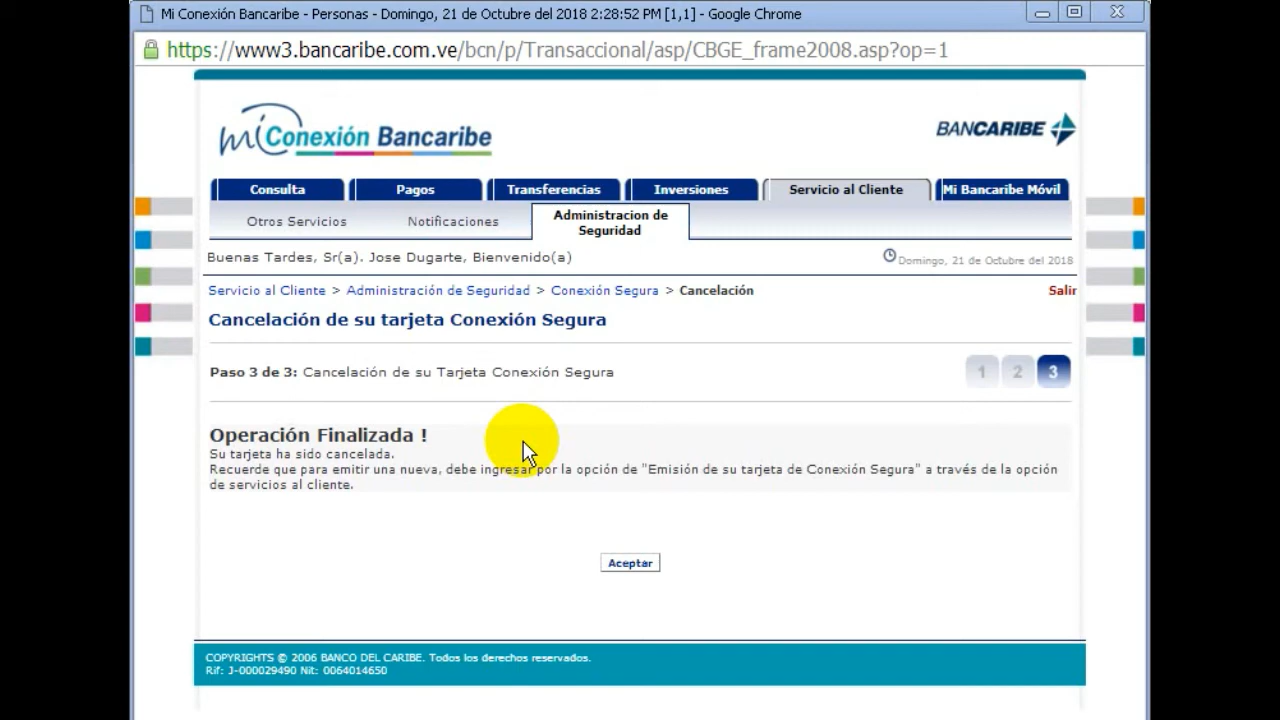 Mi Conexión Bancaribe - Personas - Domingo, 21 de Octubre del 2018 2:28:52 PM [1,1] - Google Chrome
https://www3.bancaribe.com.ve/bcn/p/Transaccional/asp/CBGE_frame2008.asp?op=1
mi Conexión Bancaribe
BANCARIBE
Consulta Pagos Transferencias Inversiones Servicio al Cliente Mi Bancaribe Móvil
Otros Servicios Notificaciones Administracion de
Seguridad
Buenas Tardes, Sr(a). Jose Dugarte, Bienvenido(a) Domingo, 21 de Octubre del 2018
Servicio al Cliente > Administración de Seguridad > Conexión Segura > Cancelación Salir
Cancelación de su tarjeta Conexión Segura
Paso 3 de 3: Cancelación de su Tarjeta Conexión Segura 1 2 3
Operación Finalizada !
Su tarjeta ha sido cancelada.
Recuerde que para emitir una nueva, debe ingresar por la opción de "Emisión de su tarjeta de Conexión Segura" a través de la opción
de servicios al cliente.
Aceptar
COPYRIGHTS © 2006 BANCO DEL CARIBE. Todos los derechos reservados.
Rif: J-000029490 Nit: 0064014650